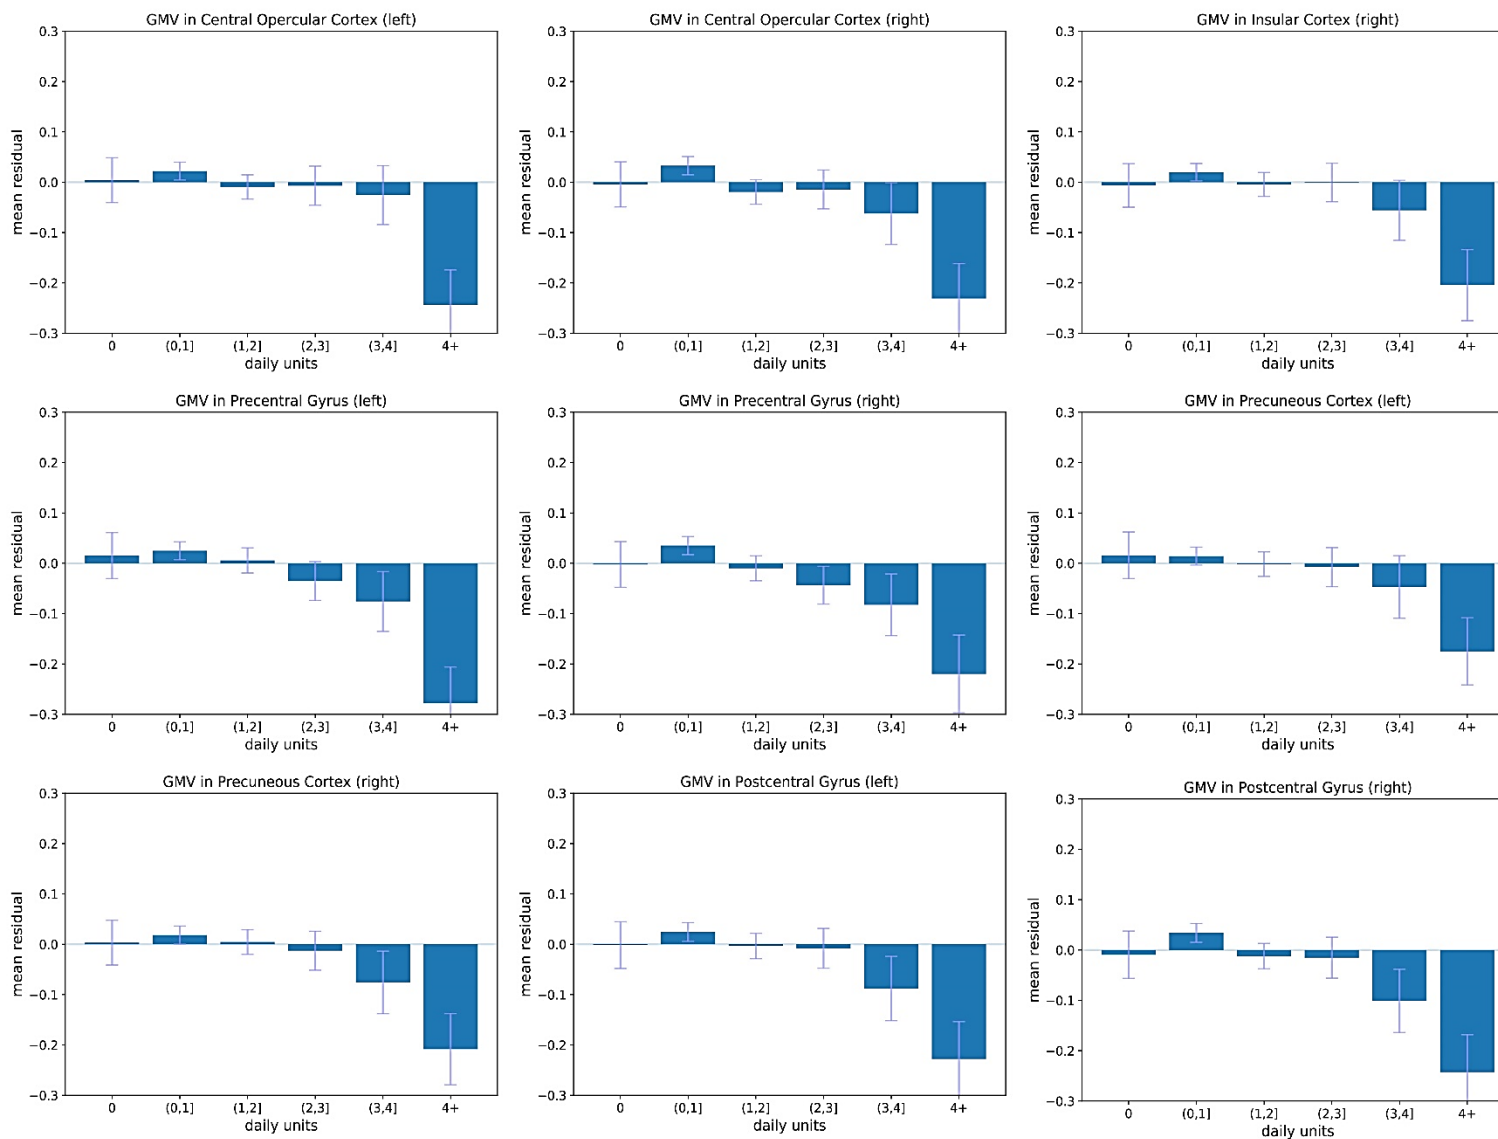 GMV in Central Opercular Cortex (left)
0.3
0.2
0.1
0.0
−0.1
−0.2
−0.3
mean residual
0 (0,1] (1,2] (2,3] (3,4] 4+
daily units
GMV in Central Opercular Cortex (right)
0.3
0.2
0.1
0.0
−0.1
−0.2
−0.3
mean residual
0 (0,1] (1,2] (2,3] (3,4] 4+
daily units
GMV in Insular Cortex (right)
0.3
0.2
0.1
0.0
−0.1
−0.2
−0.3
mean residual
0 (0,1] (1,2] (2,3] (3,4] 4+
daily units
GMV in Precentral Gyrus (left)
0.3
0.2
0.1
0.0
−0.1
−0.2
−0.3
mean residual
0 (0,1] (1,2] (2,3] (3,4] 4+
daily units
GMV in Precentral Gyrus (right)
0.3
0.2
0.1
0.0
−0.1
−0.2
−0.3
mean residual
0 (0,1] (1,2] (2,3] (3,4] 4+
daily units
GMV in Precuneous Cortex (left)
0.3
0.2
0.1
0.0
−0.1
−0.2
−0.3
mean residual
0 (0,1] (1,2] (2,3] (3,4] 4+
daily units
GMV in Precuneous Cortex (right)
0.3
0.2
0.1
0.0
−0.1
−0.2
−0.3
mean residual
0 (0,1] (1,2] (2,3] (3,4] 4+
daily units
GMV in Postcentral Gyrus (left)
0.3
0.2
0.1
0.0
−0.1
−0.2
−0.3
mean residual
0 (0,1] (1,2] (2,3] (3,4] 4+
daily units
GMV in Postcentral Gyrus (right)
0.3
0.2
0.1
0.0
−0.1
−0.2
−0.3
mean residual
0 (0,1] (1,2] (2,3] (3,4] 4+
daily units